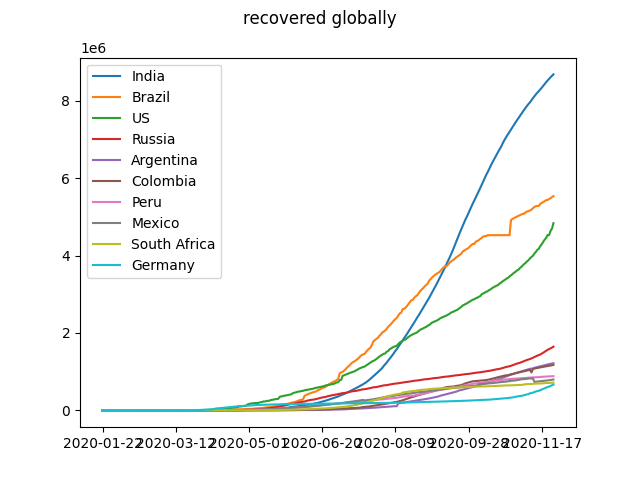 recovered globally
1e6
8
6
4
2
0
India
Brazil
US
Russia
Argentina
Colombia
Peru
Mexico
South Africa
Germany
2020-01-22 2020-03-12 2020-05-01 2020-06-20 2020-08-09 2020-09-28 2020-11-17